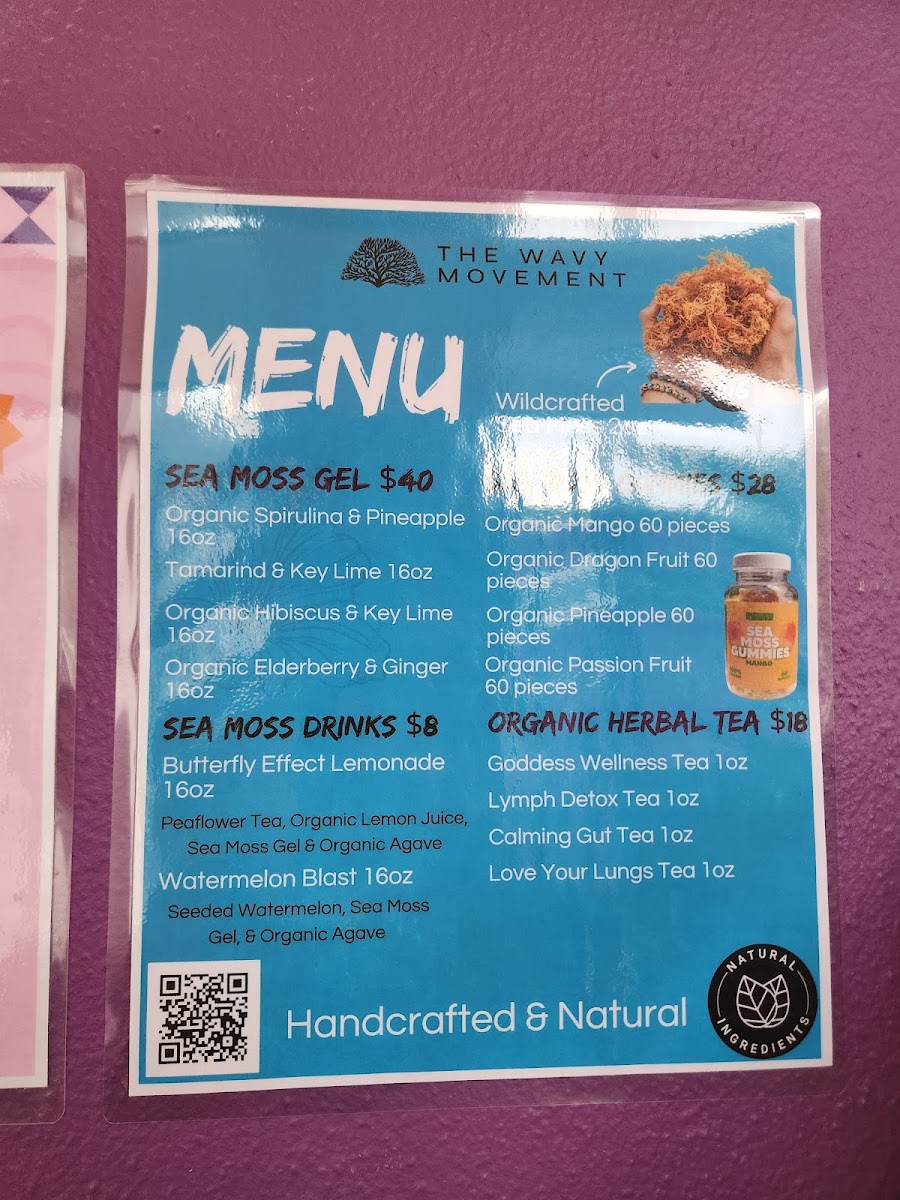 THE WAVY
MOVEMENT
MENU
Wildcrafted
SEA MOSS GEL $40
Organic Spirulina & Pineapple
16oz
Tamarind & Key Lime 16oz
Organic Hibiscus & Key Lime
16oz
Organic Elderberry & Ginger
16oz
SEA MOSS DRINKS $8
Butterfly Effect Lemonade
16oz
Peaflower Tea, Organic Lemon Juice,
Sea Moss Gel & Organic Agave
Watermelon Blast 16oz
Seeded Watermelon, Sea Moss
Gel, & Organic Agave
$28
Organic Mango 60 pieces
Organic Dragon Fruit 60
pieces
Organic Pineapple 60
pieces
Organic Passion Fruit
60 pieces
SEA
MOSS
GUMMIES
MANGO
ORGANIC HERBAL TEA $18
Goddess Wellness Tea 1oz
Lymph Detox Tea 1oz
Calming Gut Tea 1oz
Love Your Lungs Tea 1oz
Handcrafted & Natural
NATURAL
INGREDIENTS